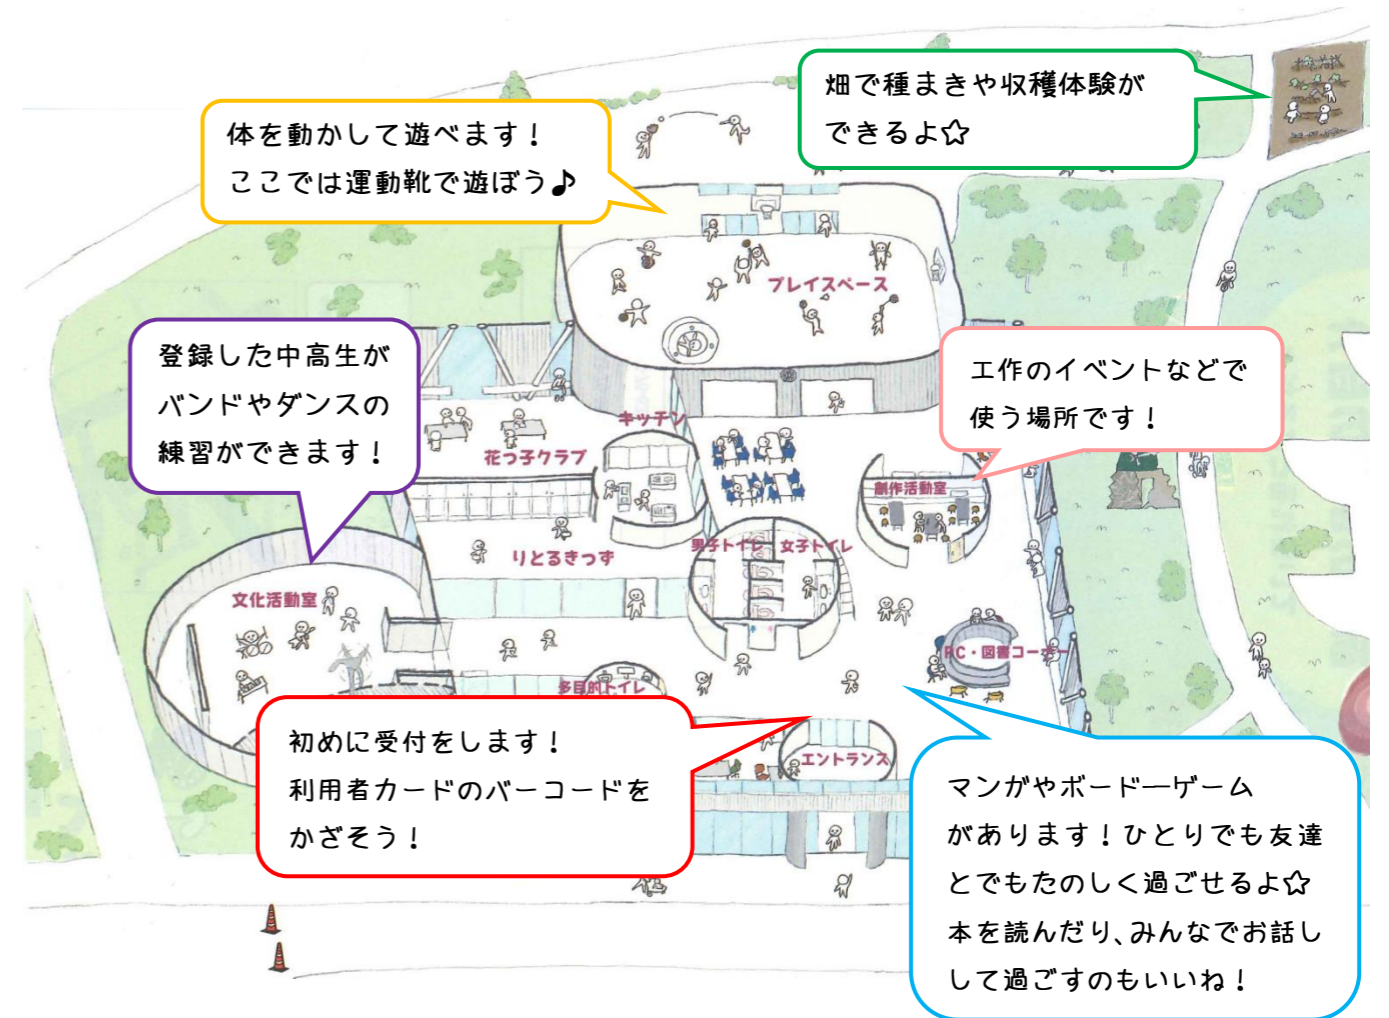 畑で種まきや収穫体験が
できるよ☆
体を動かして遊べます！
ここでは運動靴で遊ぼう♪
プレイスペース
登録した中高生が
バンドやダンスの
練習ができます！
工作のイベントなどで
使う場所です！
キッチン
花っ子クラブ
創作活動室
男子トイレ
女子トイレ
りとるきっず
文化活動室
PC・図書コーナー
多目的トイレ
初めに受付をします！
利用者カードのバーコードを
かざそう！
エントランス
マンガやボードーゲーム
があります！ひとりでも友達
とでもたのしく過ごせるよ☆
本を読んだり､みんなでお話し
して過ごすのもいいね！